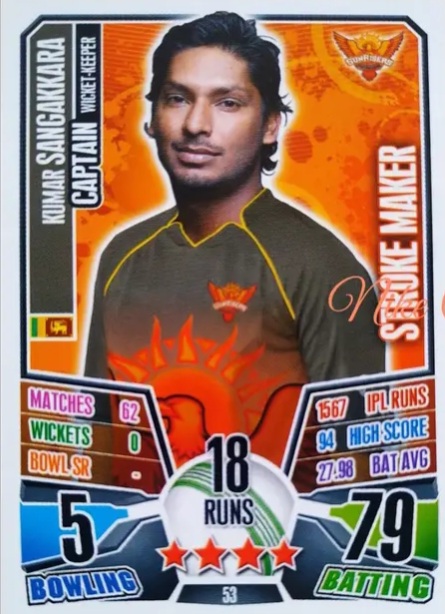 KUMAR SANGAKKARA
CAPTAIN WICKET-KEEPER
SUNRISERS
STROKE MAKER
MATCHES 62
WICKETS 0
BOWL SR -
1567 IPL RUNS
94 HIGH SCORE
27.98 BAT AVG
18
RUNS
5
BOWLING
79
BATTING
53